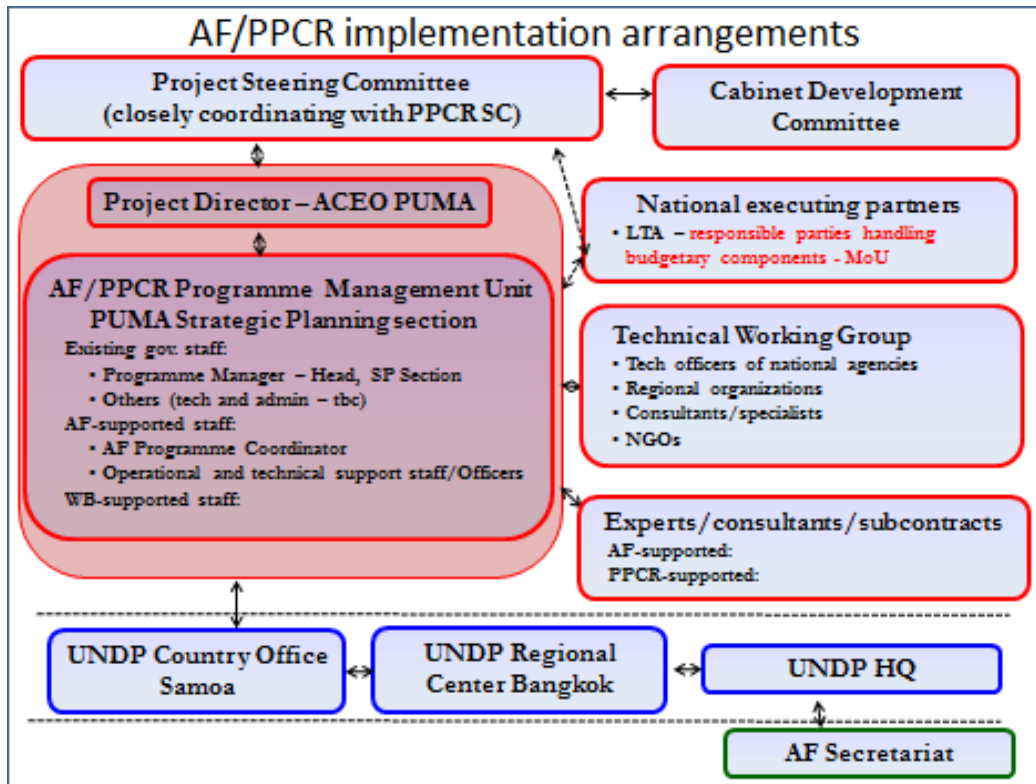 AF/PPCR implementation arrangements
Project Steering Committee
(closely coordinating with PPCR SC)
Cabinet Development
Committee
Project Director – ACEO PUMA
National executing partners
• LTA – responsible parties handling
budgetary components - MoU
AF/PPCR Programme Management Unit
PUMA Strategic Planning section
Existing gov. staff:
• Programme Manager – Head, SP Section
• Others (tech and admin – tbc)
AF-supported staff:
• AF Programme Coordinator
• Operational and technical support staff/Officers
WB-supported staff:
Technical Working Group
• Tech officers of national agencies
• Regional organizations
• Consultants/specialists
• NGOs
Experts/consultants/subcontracts
AF-supported:
PPCR-supported:
UNDP Country Office
Samoa
UNDP Regional
Center Bangkok
UNDP HQ
AF Secretariat